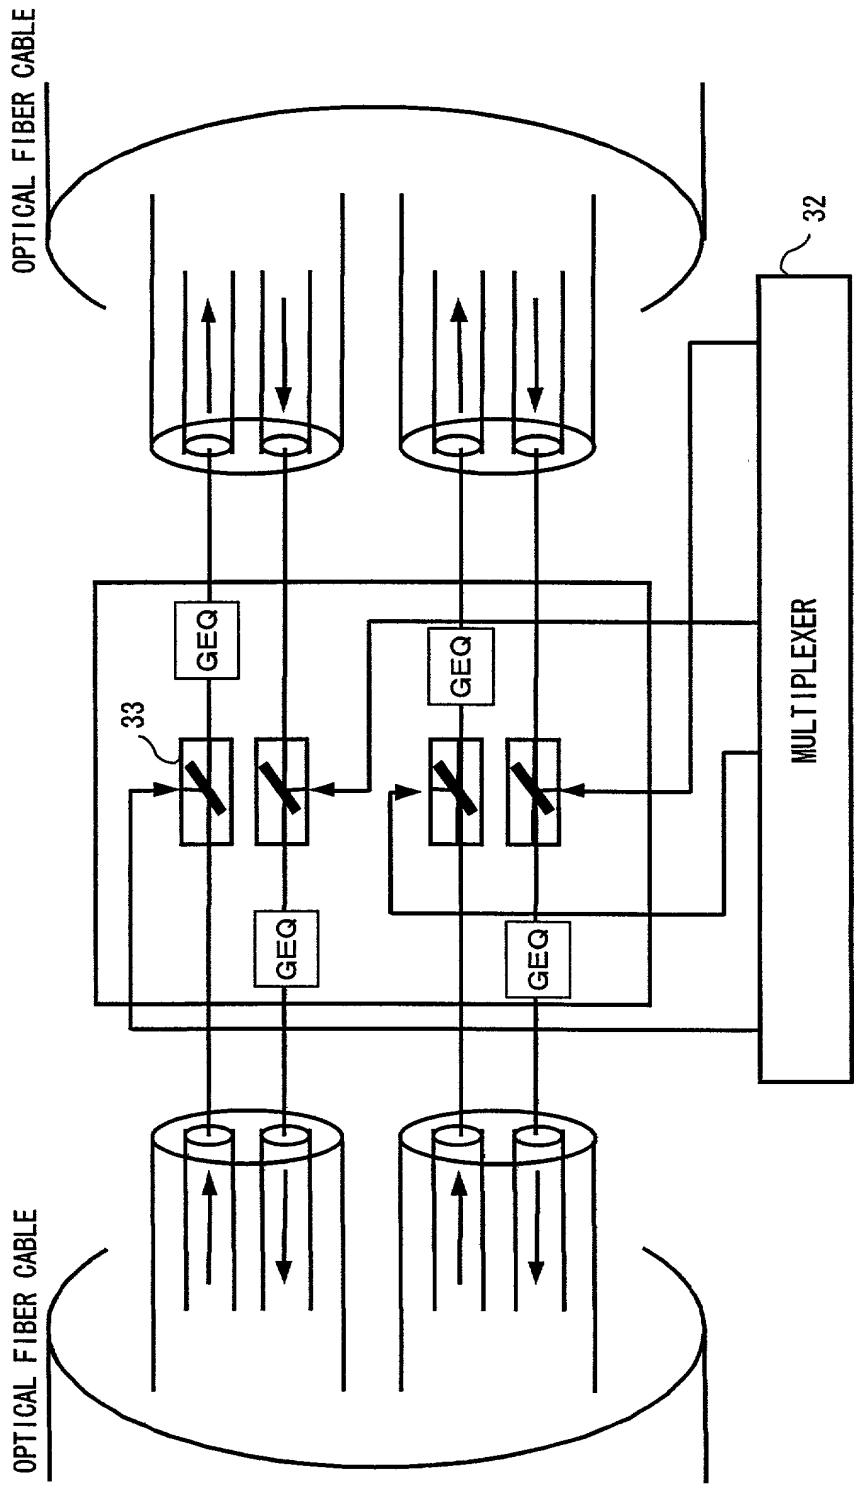 OPTICAL FIBER CABLE
OPTICAL FIBER CABLE
33
GEQ
GEQ
GEQ
GEQ
MULTIPLEXER
32